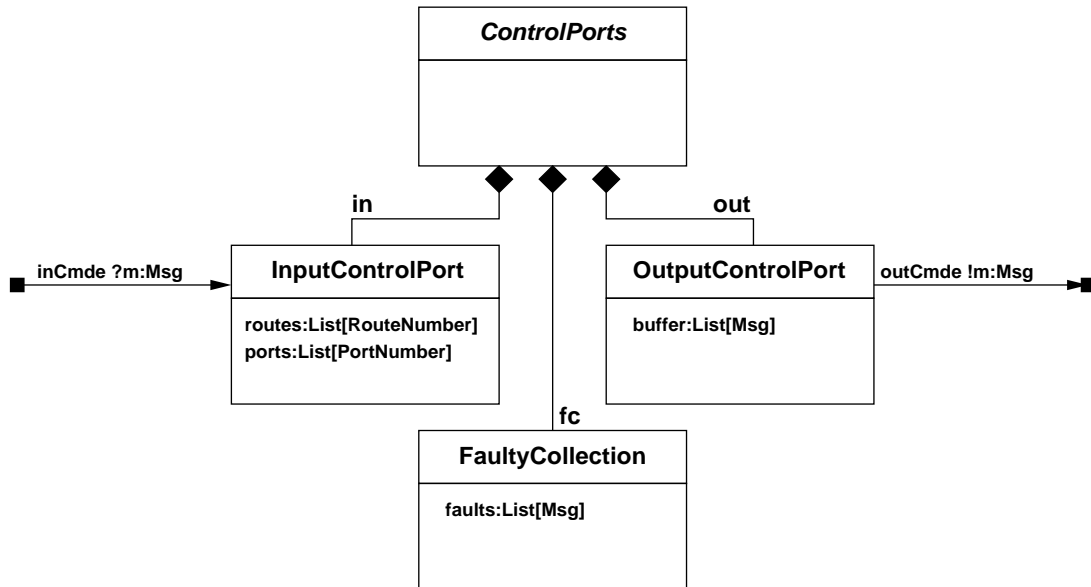 ControlPorts
in
out
inCmde ?m:Msg
InputControlPort
routes:List[RouteNumber]
ports:List[PortNumber]
OutputControlPort
buffer:List[Msg]
outCmde !m:Msg
fc
FaultyCollection
faults:List[Msg]